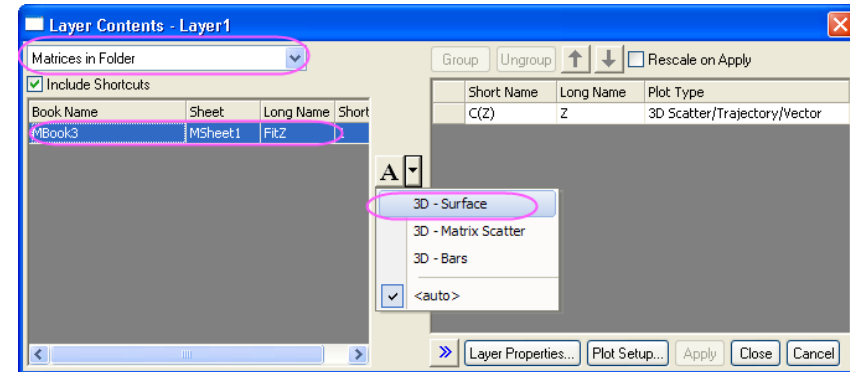 Layer Contents - Layer1
Matrices in Folder
Group Ungroup Rescale on Apply
Include Shortcuts
Short Name Long Name Plot Type
Book Name Sheet Long Name Short
C(Z) Z 3D Scatter/Trajectory/Vector
MBook3 MSheet1 FitZ 1
A
3D - Surface
3D - Matrix Scatter
3D - Bars
<auto>
Layer Properties... Plot Setup... Apply Close Cancel